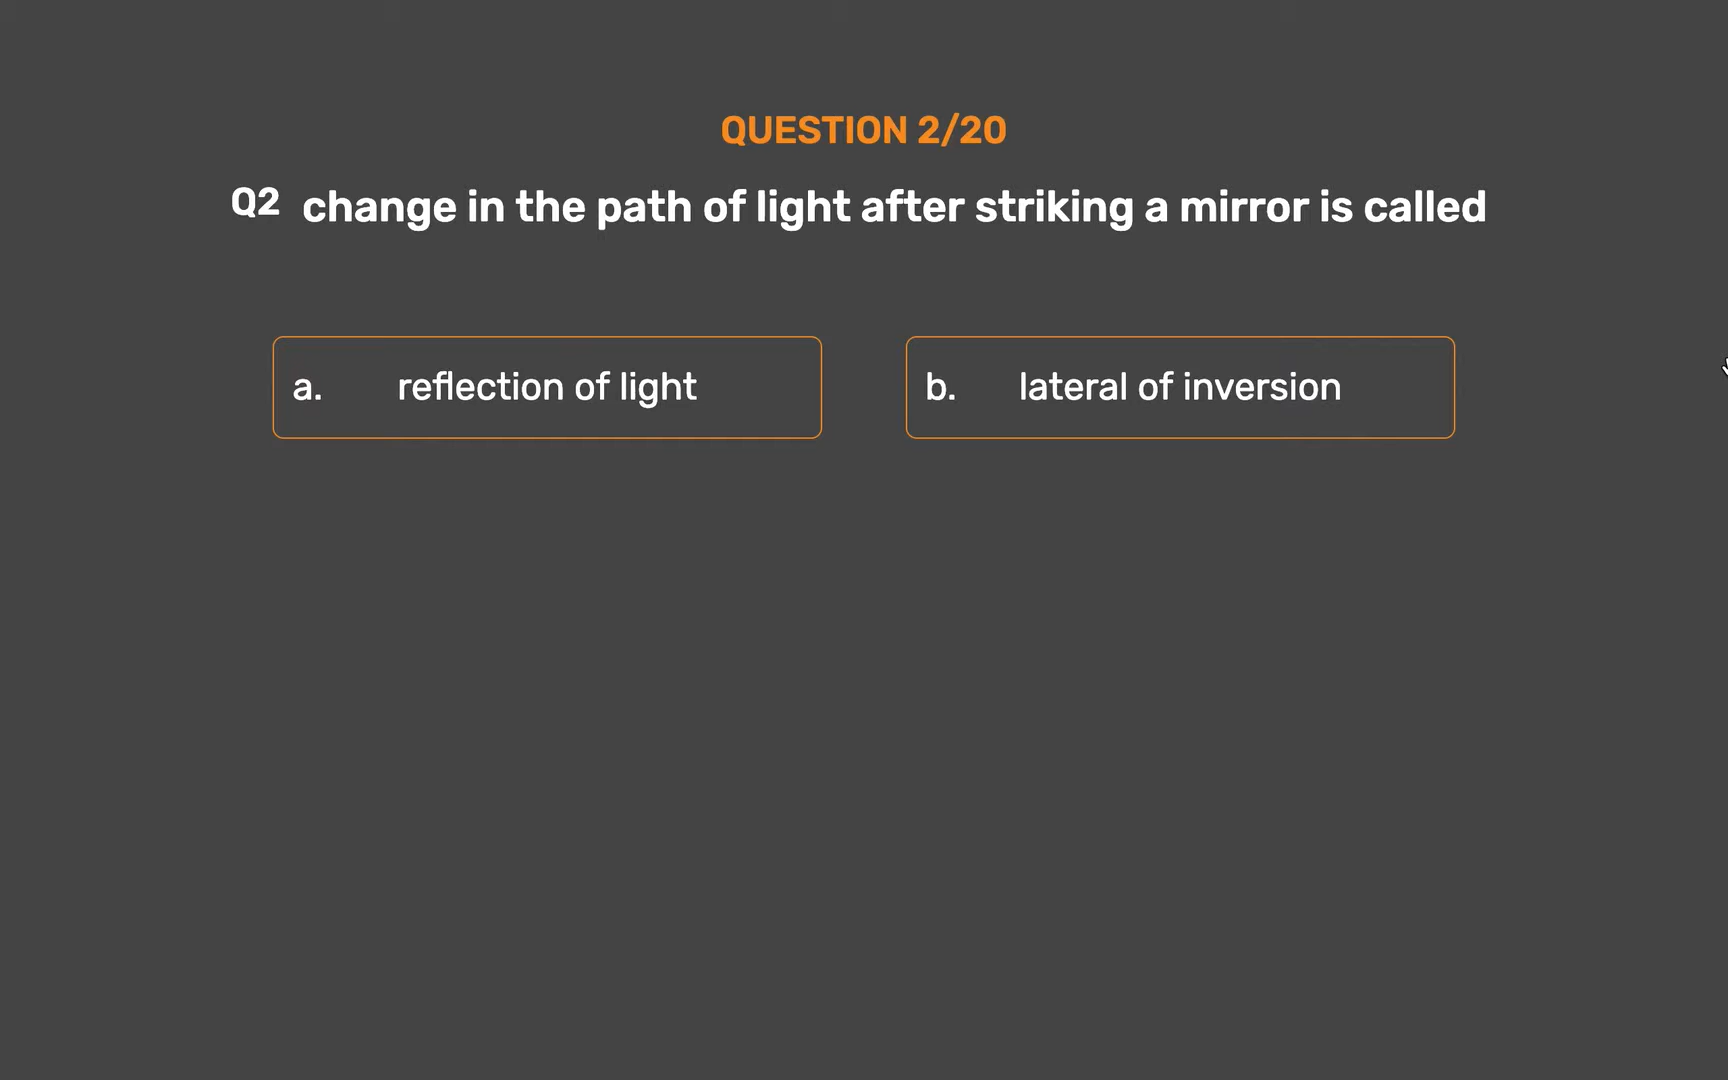 QUESTION 2/20
Q2 change in the path of light after striking a mirror is called
a. reflection of light
b. lateral of inversion